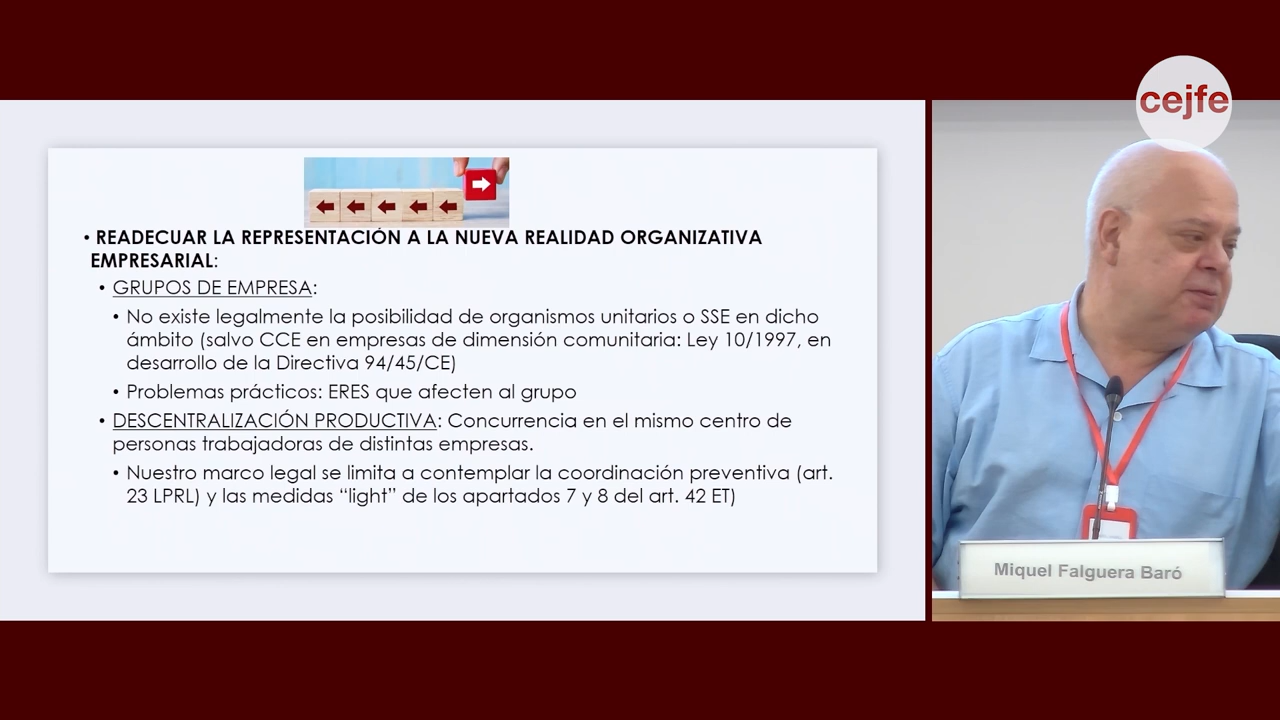 cejfe
• READECUAR LA REPRESENTACIÓN A LA NUEVA REALIDAD ORGANIZATIVA
EMPRESARIAL:
• GRUPOS DE EMPRESA:
• No existe legalmente la posibilidad de organismos unitarios o SSE en dicho
ámbito (salvo CCE en empresas de dimensión comunitaria: Ley 10/1997, en
desarrollo de la Directiva 94/45/CE)
• Problemas prácticos: ERES que afecten al grupo
• DESCENTRALIZACIÓN PRODUCTIVA: Concurrencia en el mismo centro de
personas trabajadoras de distintas empresas.
• Nuestro marco legal se limita a contemplar la coordinación preventiva (art.
23 LPRL) y las medidas “light” de los apartados 7 y 8 del art. 42 ET)
Miquel Falguera Baró